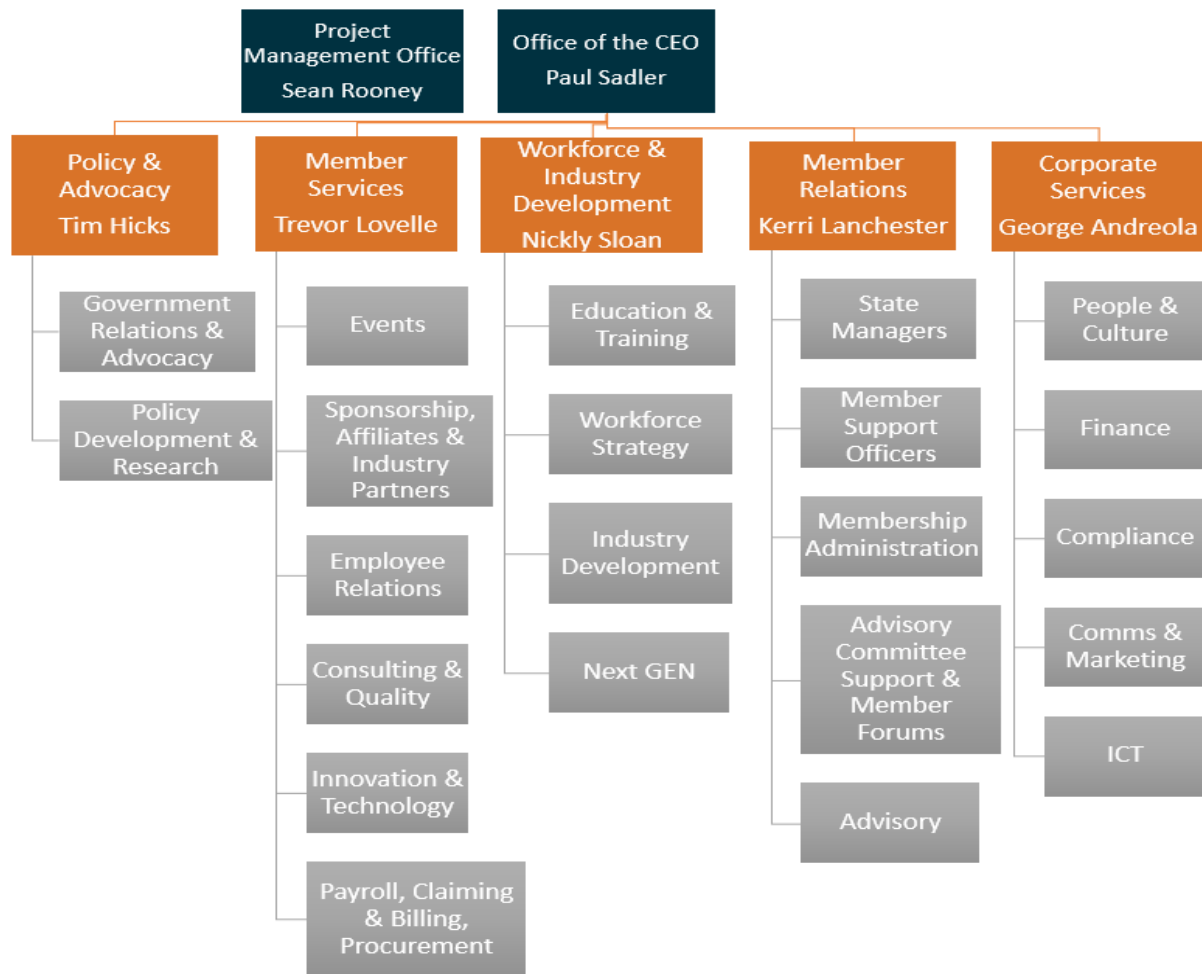 Project
Management Office
Sean Rooney
Office of the CEO
Paul Sadler
Policy &
Advocacy
Tim Hicks
Member
Services
Trevor Lovelle
Workforce &
Industry
Development
Nickly Sloan
Member
Relations
Kerri Lanchester
Corporate
Services
George Andreola
Government
Relations &
Advocacy
Policy
Development &
Research
Events
Sponsorship,
Affiliates &
Industry
Partners
Employee
Relations
Consulting &
Quality
Innovation &
Technology
Payroll, Claiming
& Billing,
Procurement
Education &
Training
Workforce
Strategy
Industry
Development
Next GEN
State
Managers
Member
Support
Officers
Membership
Administration
Advisory
Committee
Support &
Member
Forums
Advisory
People &
Culture
Finance
Compliance
Comms &
Marketing
ICT